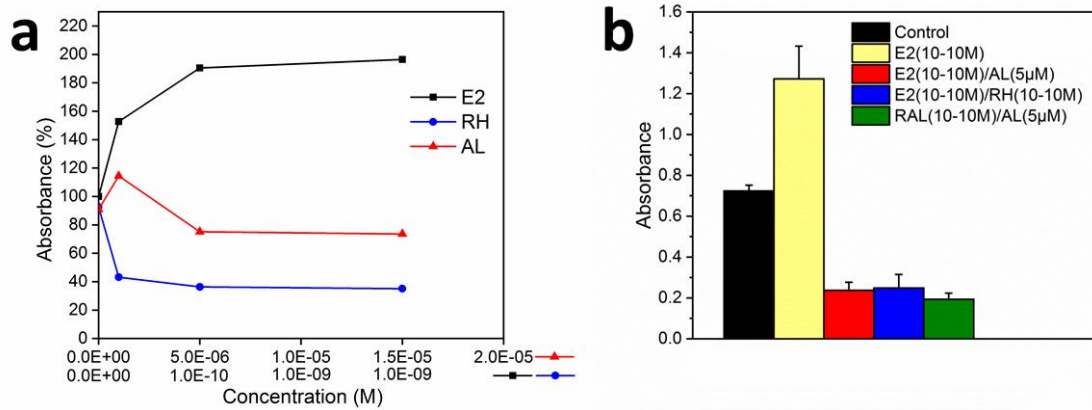 a
220
200
180
160
140
120
100
80
60
40
20
0
Absorbance (%)
E2
RH
AL
0.0E+00 5.0E-06 1.0E-05 1.5E-05 2.0E-05
0.0E+00 1.0E-10 1.0E-09 1.0E-09
Concentration (M)
b
1.6
1.4
1.2
1.0
0.8
0.6
0.4
0.2
0.0
Absorbance
Control
E2(10-10M)
E2(10-10M)/AL(5µM)
E2(10-10M)/RH(10-10M)
RAL(10-10M)/AL(5µM)